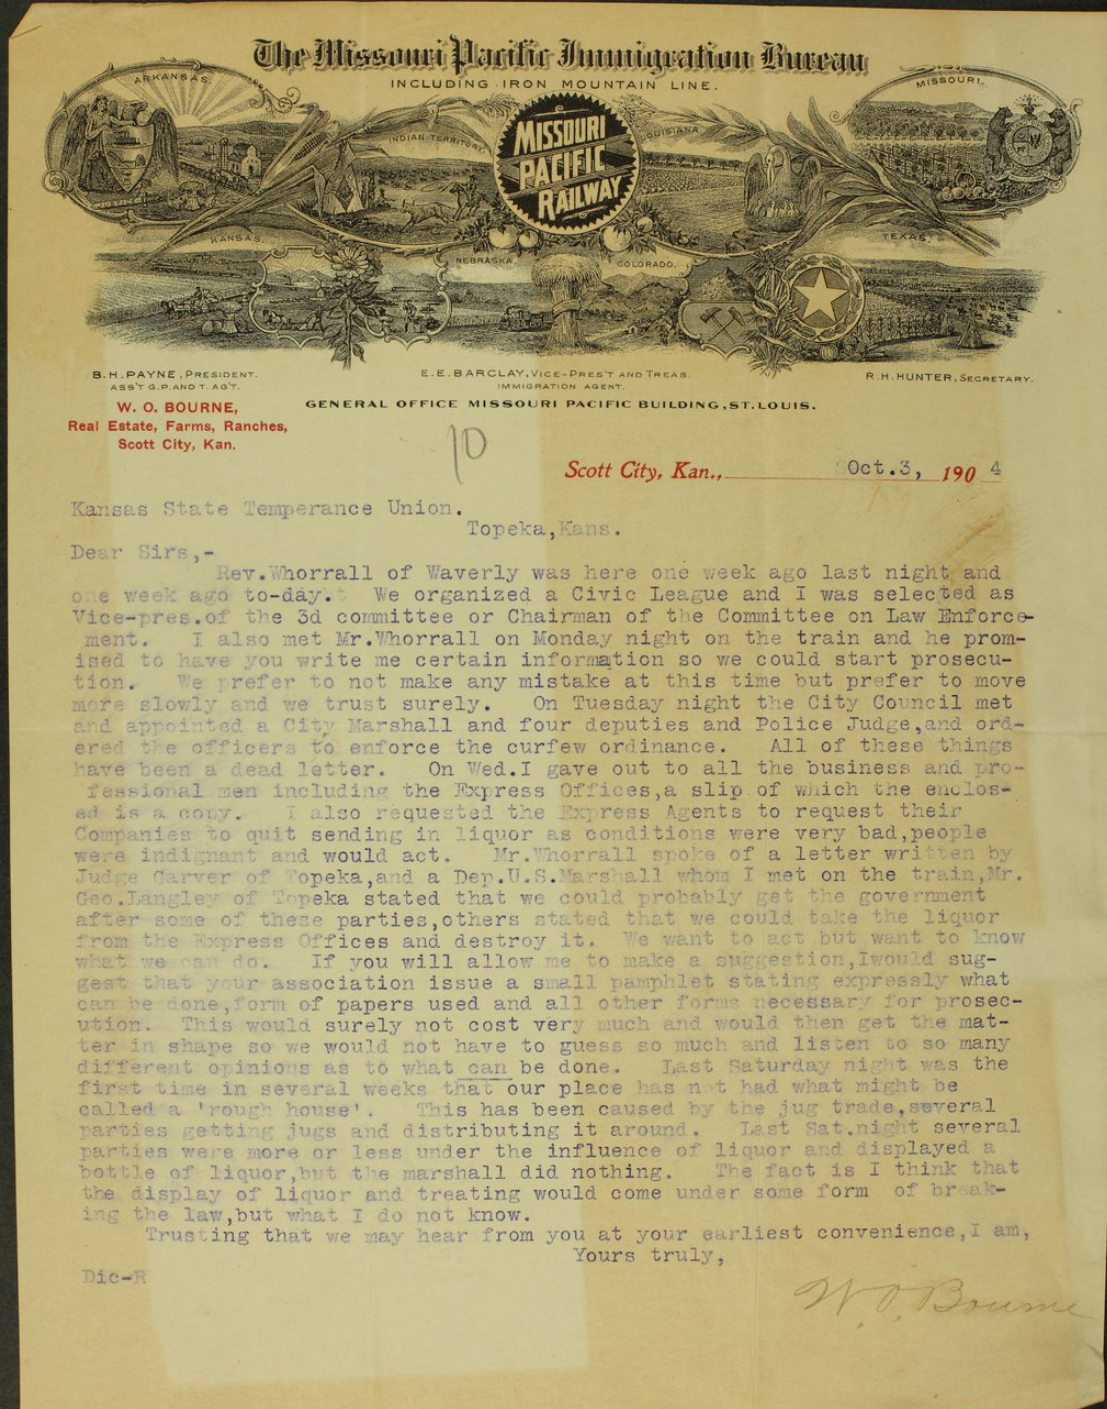 The Missouri Pacific Immigration Bureau
INCLUDING IRON MOUNTAIN LINE.
ARKANSAS.
MISSOURI.
INDIAN TERRITORY.
LOUISIANA
MISSOURI
PACIFIC
RAILWAY
KANSAS.
NEBRASKA.
COLORADO.
TEXAS.
B.H. PAYNE, PRESIDENT.
ASS'T G.P. AND T. AG'T.
E.E. BARCLAY, VICE-PRES'T AND TREAS.
IMMIGRATION AGENT.
R.H. HUNTER, SECRETARY.
GENERAL OFFICE MISSOURI PACIFIC BUILDING, ST. LOUIS.
W. O. BOURNE,
Real Estate, Farms, Ranches,
Scott City, Kan.
10
Scott City, Kan., Oct.3, 1904
Kansas State Temperance Union.
Topeka,Kans.
Dear Sirs,-
Rev.Whorrall of Waverly was here one week ago last night and
one week ago to-day. We organized a Civic League and I was selected as
Vice-pres.of the 3d committee or Chairman of the Committee on Law Enforce-
ment. I also met Mr.Whorrall on Monday night on the train and he prom-
ised to have you write me certain information so we could start prosecu-
tion. We prefer to not make any mistake at this time but prefer to move
more slowly and we trust surely. On Tuesday night the City Council met
and appointed a City Marshall and four deputies and Police Judge,and ord-
ered the officers to enforce the curfew ordinance. All of these things
have been a dead letter. On Wed.I gave out to all the business and pro-
fessional men including the Express Offices,a slip of which the enclos-
ed is a copy. I also requested the Express Agents to request their
Companies to quit sending in liquor as conditions were very bad,people
were indignant and would act. Mr.Whorrall spoke of a letter written by
Judge Carver of Topeka,and a Dep.U.S.Marshall whom I met on the train,Mr.
Geo.Langley of Topeka stated that we could probably get the government
after some of these parties,others stated that we could take the liquor
from the Express Offices and destroy it. We want to act but want to know
what we can do. If you will allow me to make a suggestion,Iwould sug-
gest that your association issue a small pamphlet stating expressly what
can be done,form of papers used and all other forms necessary for prosec-
ution. This would surely not cost very much and would then get the mat-
ter in shape so we would not have to guess so much and listen to so many
different opinions as to what can be done. Last Saturday night was the
first time in several weeks that our place has not had what might be
called a 'rough house'. This has been caused by the jug trade,several
parties getting jugs and distributing it around. Last Sat.night several
parties were more or less under the influence of liquor and displayed a
bottle of liquor,but the marshall did nothing. The fact is I think that
the display of liquor and treating would come under some form of break-
ing the law,but what I do not know.
Trusting that we may hear from you at your earliest convenience,I am,
Yours truly,
Dic-R
W. O. Bourne